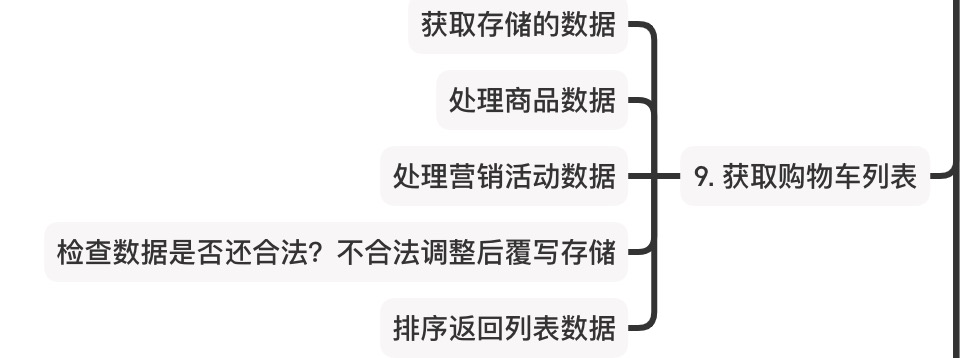 获取存储的数据
处理商品数据
处理营销活动数据
9. 获取购物车列表
检查数据是否还合法？不合法调整后覆写存储
排序返回列表数据